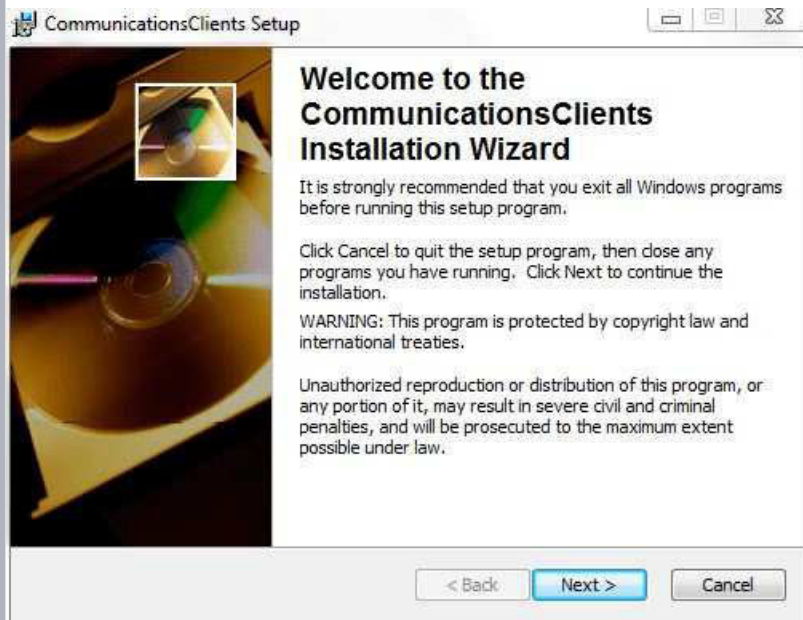 CommunicationsClients Setup
Welcome to the
CommunicationsClients
Installation Wizard
It is strongly recommended that you exit all Windows programs
before running this setup program.
Click Cancel to quit the setup program, then close any
programs you have running.  Click Next to continue the
installation.
WARNING: This program is protected by copyright law and
international treaties.
Unauthorized reproduction or distribution of this program, or
any portion of it, may result in severe civil and criminal
penalties, and will be prosecuted to the maximum extent
possible under law.
< Back Next > Cancel